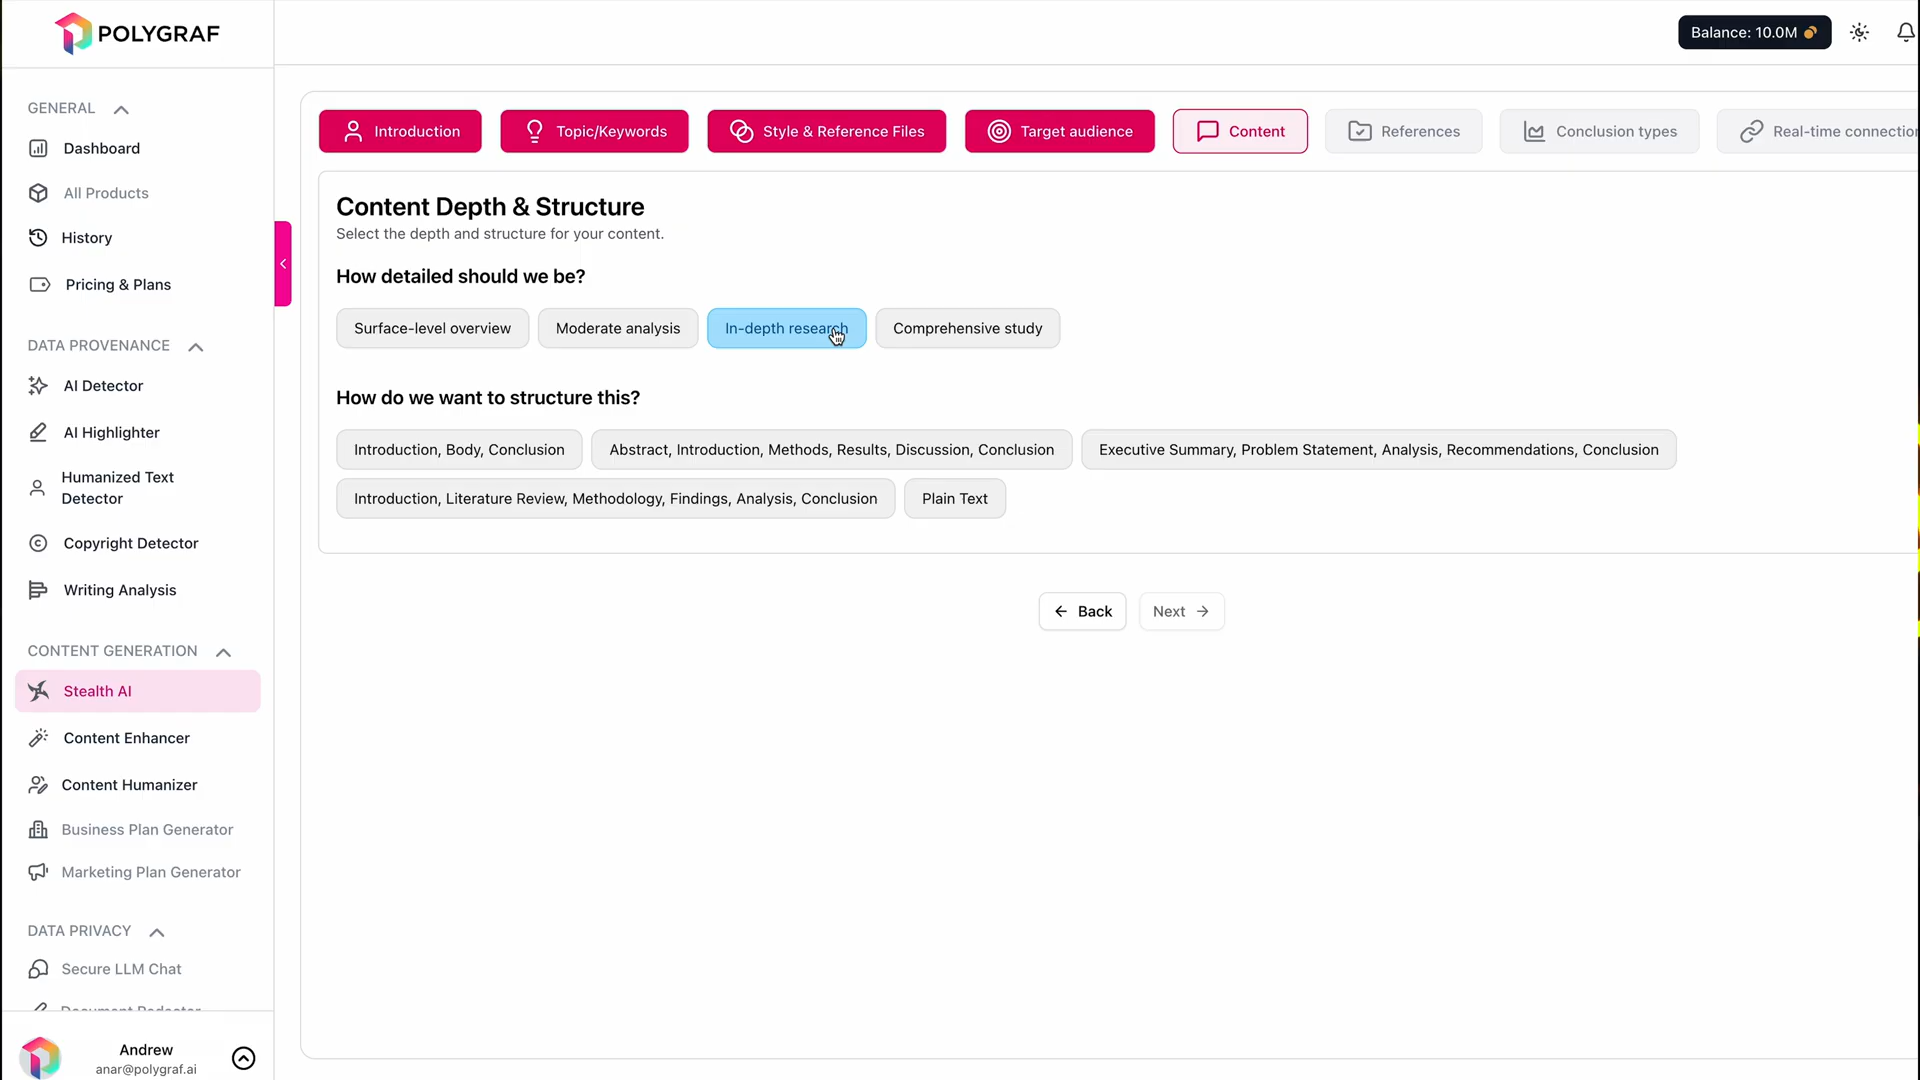 POLYGRAF
Balance: 10.0M
GENERAL
Dashboard
All Products
History
Pricing & Plans
DATA PROVENANCE
AI Detector
AI Highlighter
Humanized Text
Detector
Copyright Detector
Writing Analysis
CONTENT GENERATION
Stealth AI
Content Enhancer
Content Humanizer
Business Plan Generator
Marketing Plan Generator
DATA PRIVACY
Secure LLM Chat
Andrew
anar@polygraf.ai
Introduction
Topic/Keywords
Style & Reference Files
Target audience
Content
References
Conclusion types
Real-time connectio
Content Depth & Structure
Select the depth and structure for your content.
How detailed should we be?
Surface-level overview
Moderate analysis
In-depth research
Comprehensive study
How do we want to structure this?
Introduction, Body, Conclusion
Abstract, Introduction, Methods, Results, Discussion, Conclusion
Executive Summary, Problem Statement, Analysis, Recommendations, Conclusion
Introduction, Literature Review, Methodology, Findings, Analysis, Conclusion
Plain Text
Back
Next